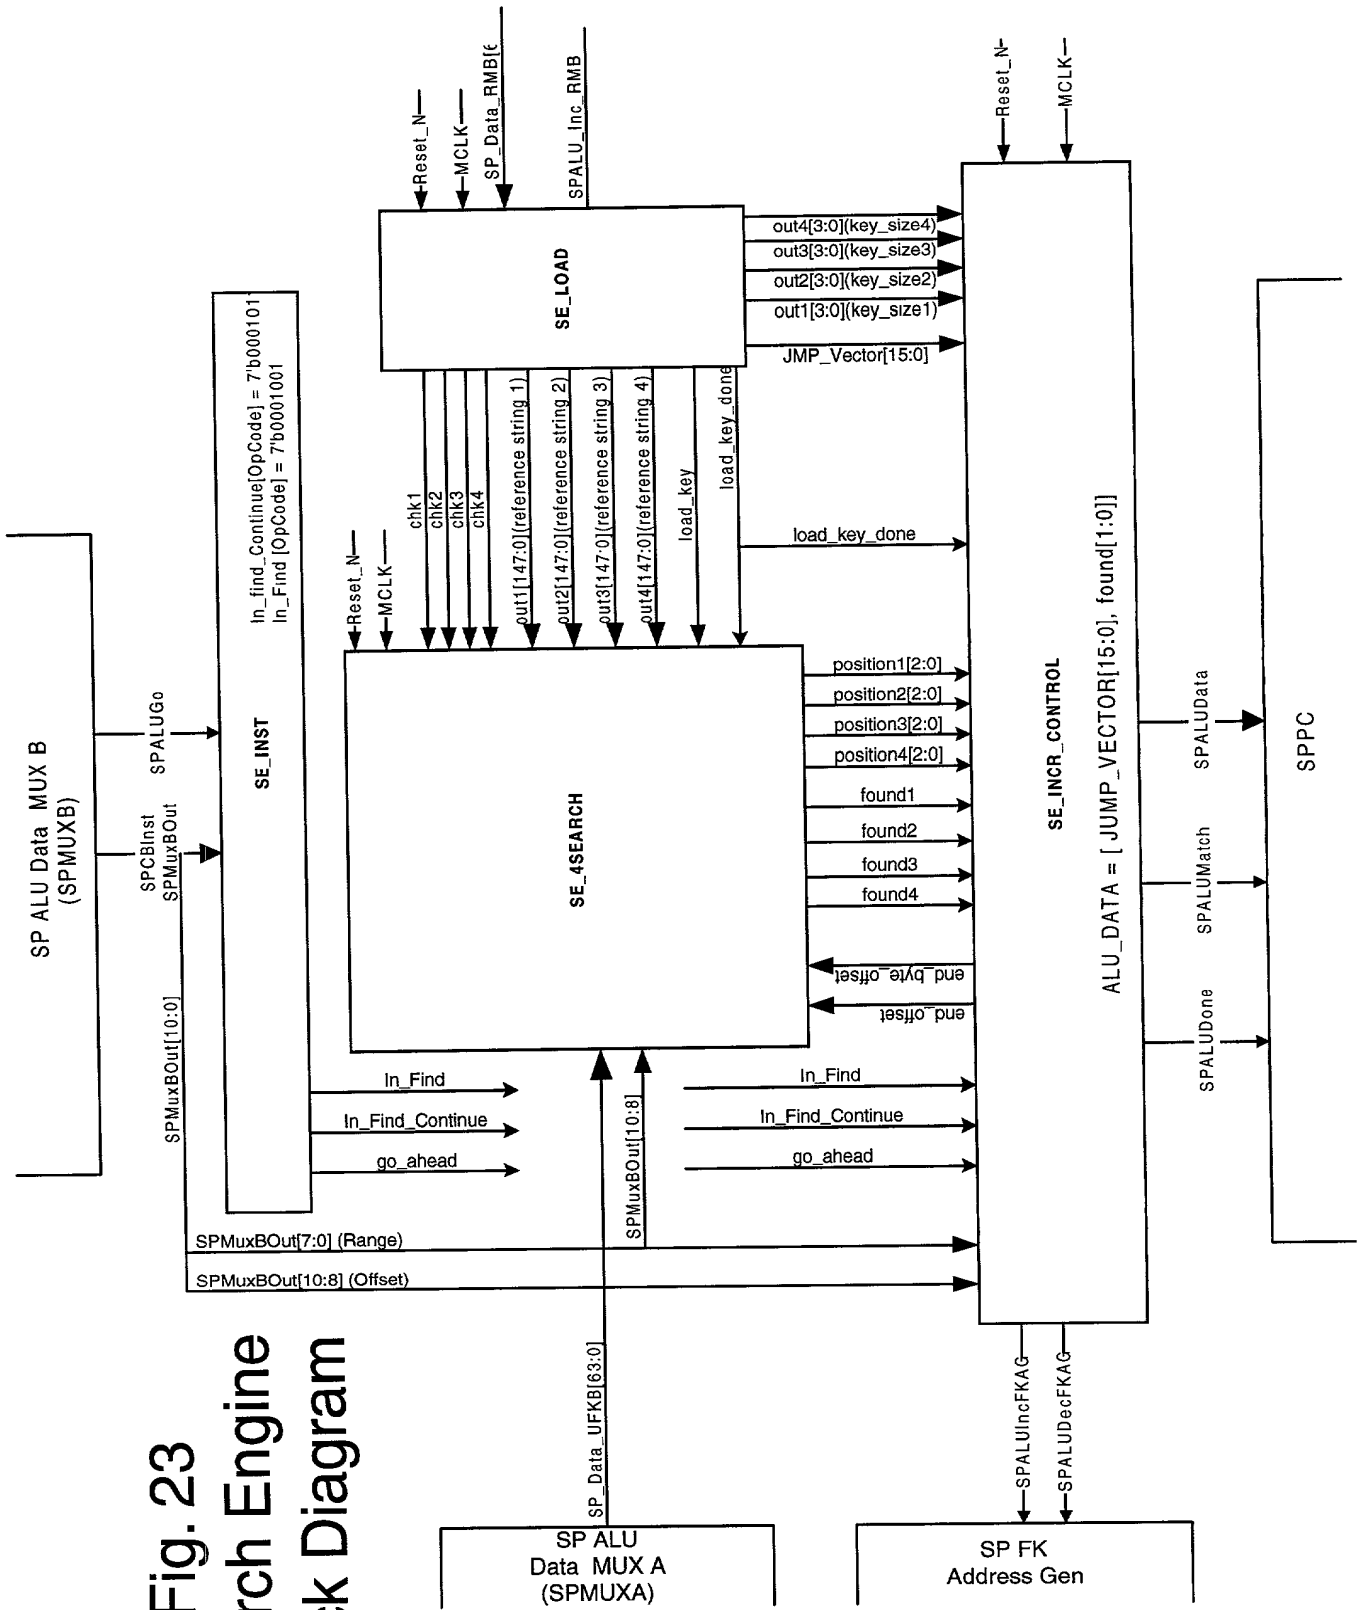 Fig. 23
rch Engine
k Diagram
SP ALU Data MUX B
(SPMUXB)
SPALUGo
SPCBInst
SPMuxBOut
SPMuxBOut[10:0]
SE_INST
In_find_Continue[OpCode] = 7'b000101
In_Find [OpCode] = 7'b0001001
In_Find
In_Find_Continue
go_ahead
Reset_N
MCLK
SP_Data_RMB[6
SPALU_Inc_RMB
SE_LOAD
chk1
chk2
chk3
chk4
out1[147:0](reference string 1)
out2[147:0](reference string 2)
out3[147:0](reference string 3)
out4[147:0](reference string 4)
load_key
load_key_done
load_key_done
out4[3:0](key_size4)
out3[3:0](key_size3)
out2[3:0](key_size2)
out1[3:0](key_size1)
JMP_Vector[15:0]
Reset_N
MCLK
SE_4SEARCH
position1[2:0]
position2[2:0]
position3[2:0]
position4[2:0]
found1
found2
found3
found4
end_byte_offset
end_offset
In_Find
In_Find_Continue
go_ahead
SPMuxBOut[10:8]
SPMuxBOut[7:0] (Range)
SPMuxBOut[10:8] (Offset)
SP_Data_UFKB[63:0]
Reset_N
MCLK
SE_INCR_CONTROL
ALU_DATA = [ JUMP_VECTOR[15:0], found[1:0]]
SPALUData
SPALUMatch
SPALUDone
SPPC
SPALUIncFKAG
SPALUDecFKAG
SP ALU
Data MUX A
(SPMUXA)
SP FK
Address Gen